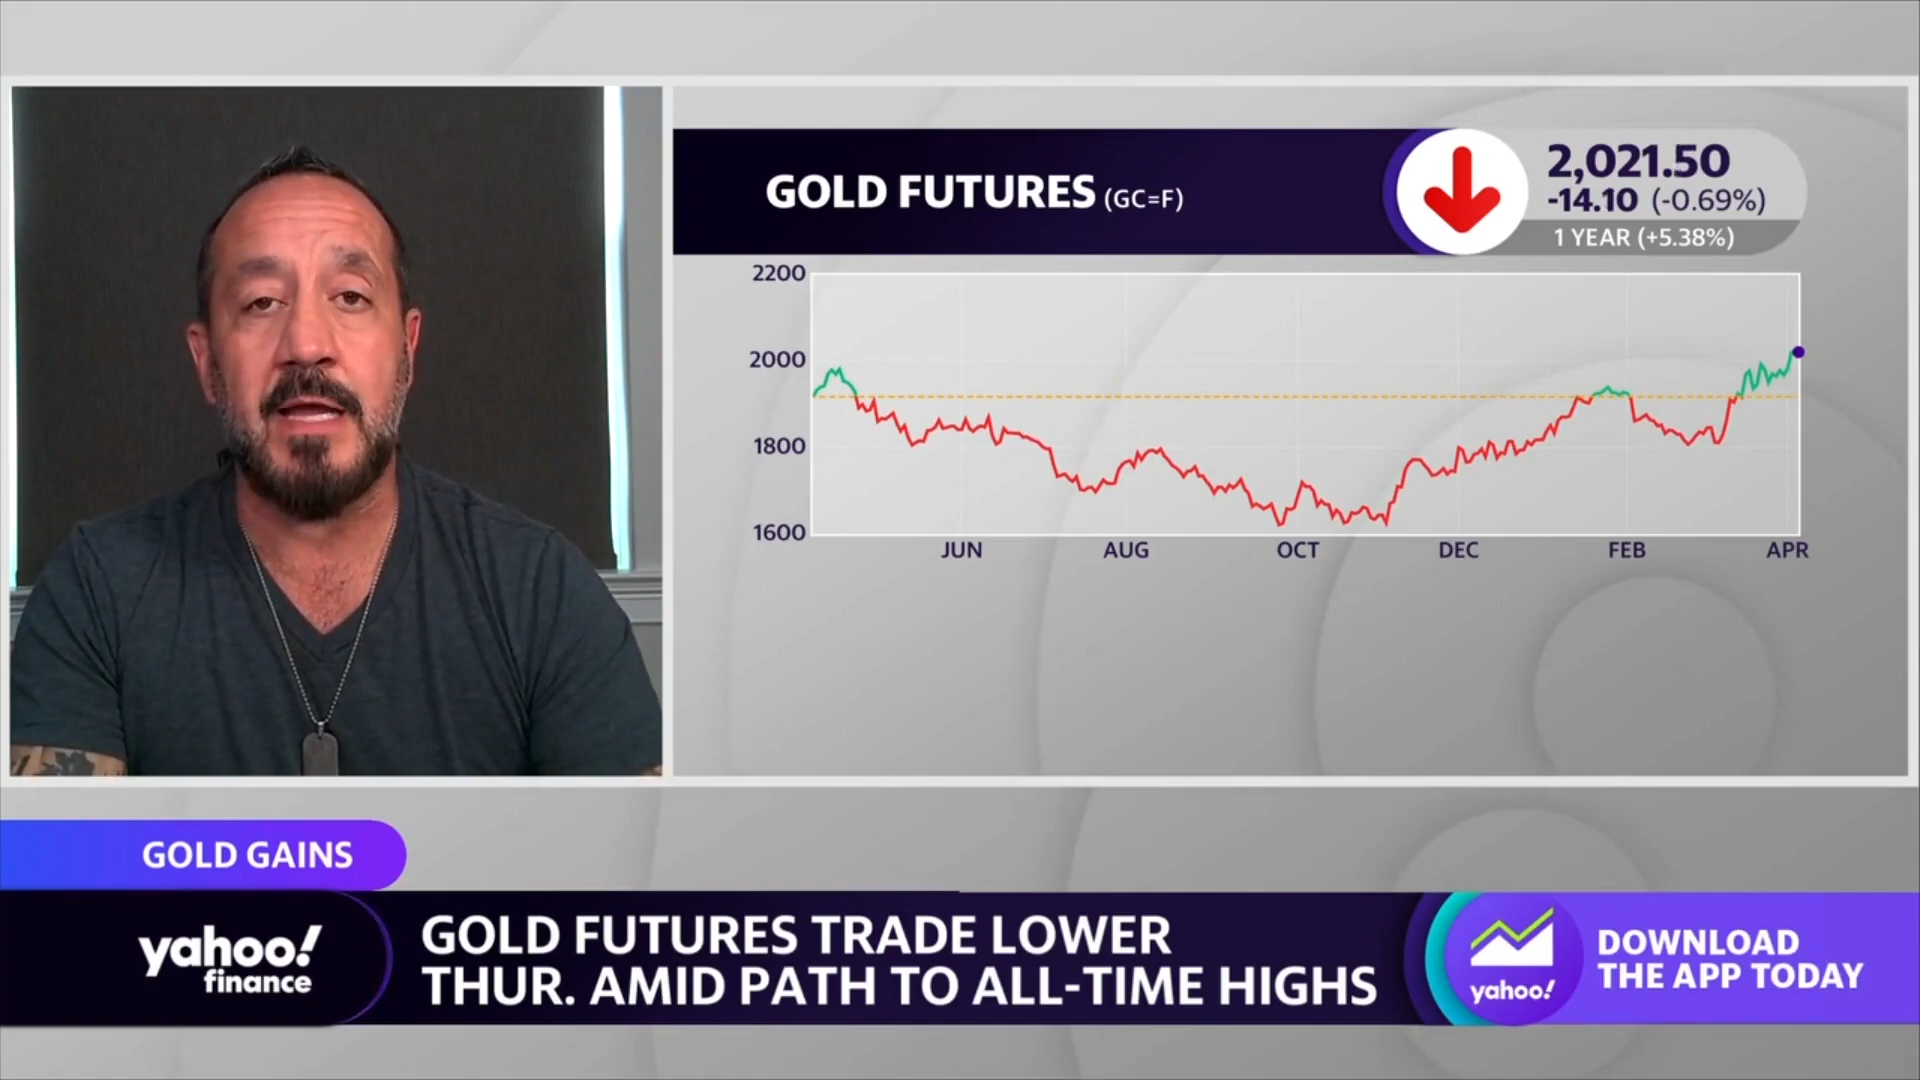 GOLD FUTURES (GC=F)
2,021.50
-14.10 (-0.69%)
1 YEAR (+5.38%)
2200
2000
1800
1600
JUN AUG OCT DEC FEB APR
GOLD GAINS
yahoo!
finance
GOLD FUTURES TRADE LOWER
THUR. AMID PATH TO ALL-TIME HIGHS
yahoo!
DOWNLOAD
THE APP TODAY